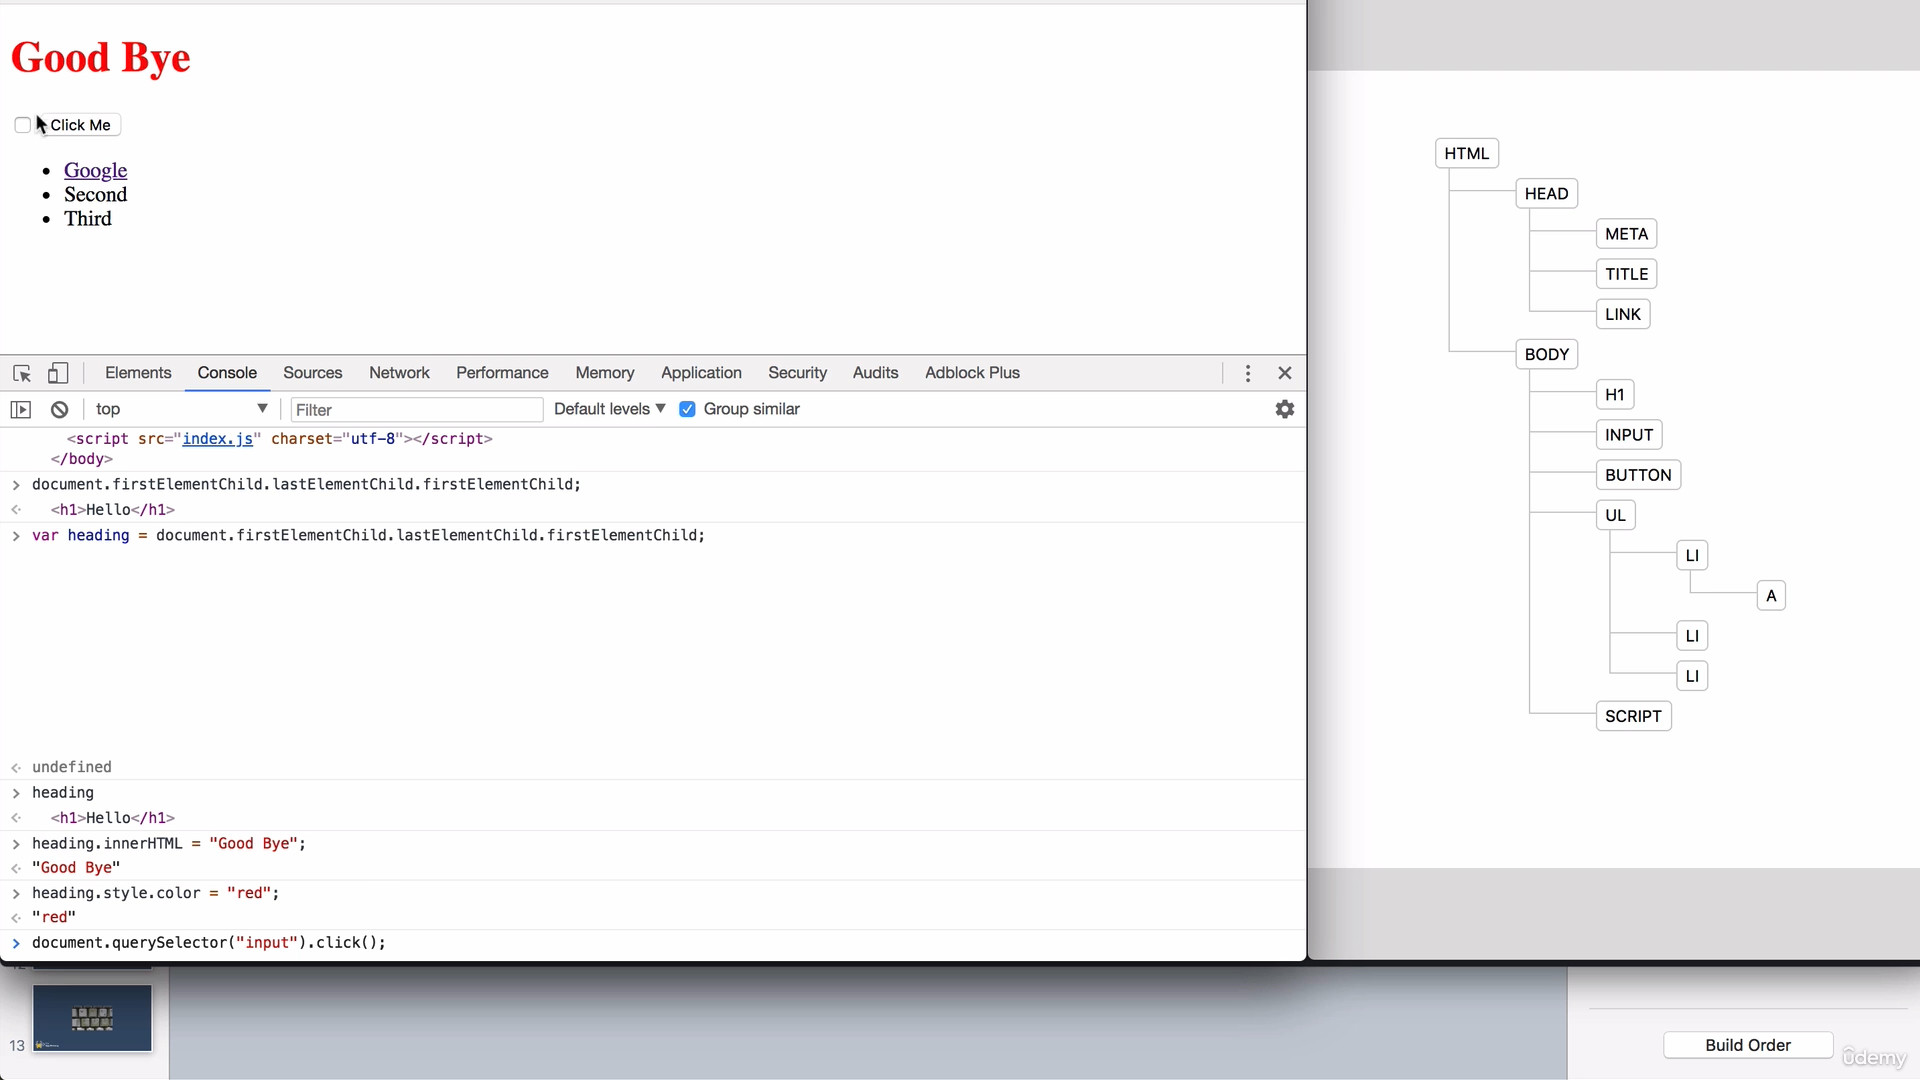 Good Bye
Click Me
• Google
• Second
• Third
Elements Console Sources Network Performance Memory Application Security Audits Adblock Plus
top Filter Default levels Group similar
<script src="index.js" charset="utf-8"></script>
</body>
> document.firstElementChild.lastElementChild.firstElementChild;
<h1>Hello</h1>
> var heading = document.firstElementChild.lastElementChild.firstElementChild;
undefined
> heading
<h1>Hello</h1>
> heading.innerHTML = "Good Bye";
"Good Bye"
> heading.style.color = "red";
"red"
> document.querySelector("input").click();
HTML
HEAD
META
TITLE
LINK
BODY
H1
INPUT
BUTTON
UL
LI
A
LI
LI
SCRIPT
13
Build Order
ûdemy